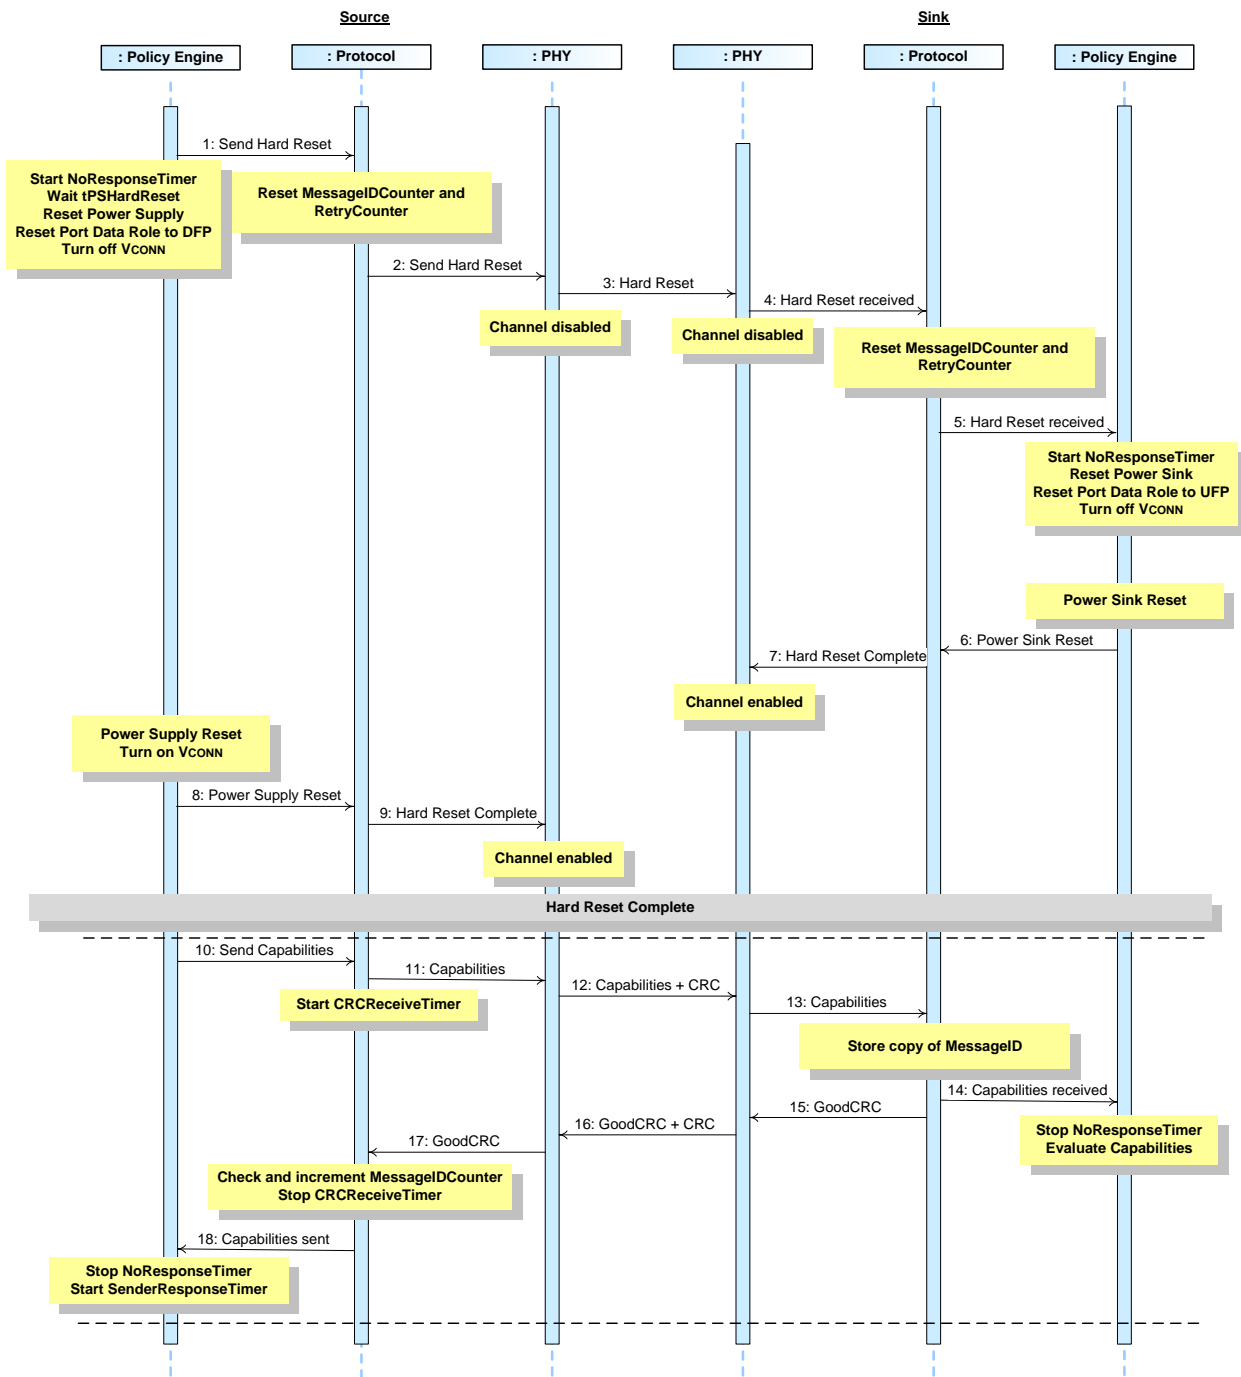 Source
Sink
: Policy Engine
: Protocol
: PHY
: PHY
: Protocol
: Policy Engine
1: Send Hard Reset
Start NoResponseTimer
Wait tPSHardReset
Reset Power Supply
Reset Port Data Role to DFP
Turn off VCONN
Reset MessageIDCounter and
RetryCounter
2: Send Hard Reset
3: Hard Reset
4: Hard Reset received
Channel disabled
Channel disabled
Reset MessageIDCounter and
RetryCounter
5: Hard Reset received
Start NoResponseTimer
Reset Power Sink
Reset Port Data Role to UFP
Turn off VCONN
Power Sink Reset
6: Power Sink Reset
7: Hard Reset Complete
Channel enabled
Power Supply Reset
Turn on VCONN
8: Power Supply Reset
9: Hard Reset Complete
Channel enabled
Hard Reset Complete
10: Send Capabilities
11: Capabilities
12: Capabilities + CRC
13: Capabilities
Start CRCReceiveTimer
Store copy of MessageID
14: Capabilities received
15: GoodCRC
16: GoodCRC + CRC
17: GoodCRC
Stop NoResponseTimer
Evaluate Capabilities
Check and increment MessageIDCounter
Stop CRCReceiveTimer
18: Capabilities sent
Stop NoResponseTimer
Start SenderResponseTimer